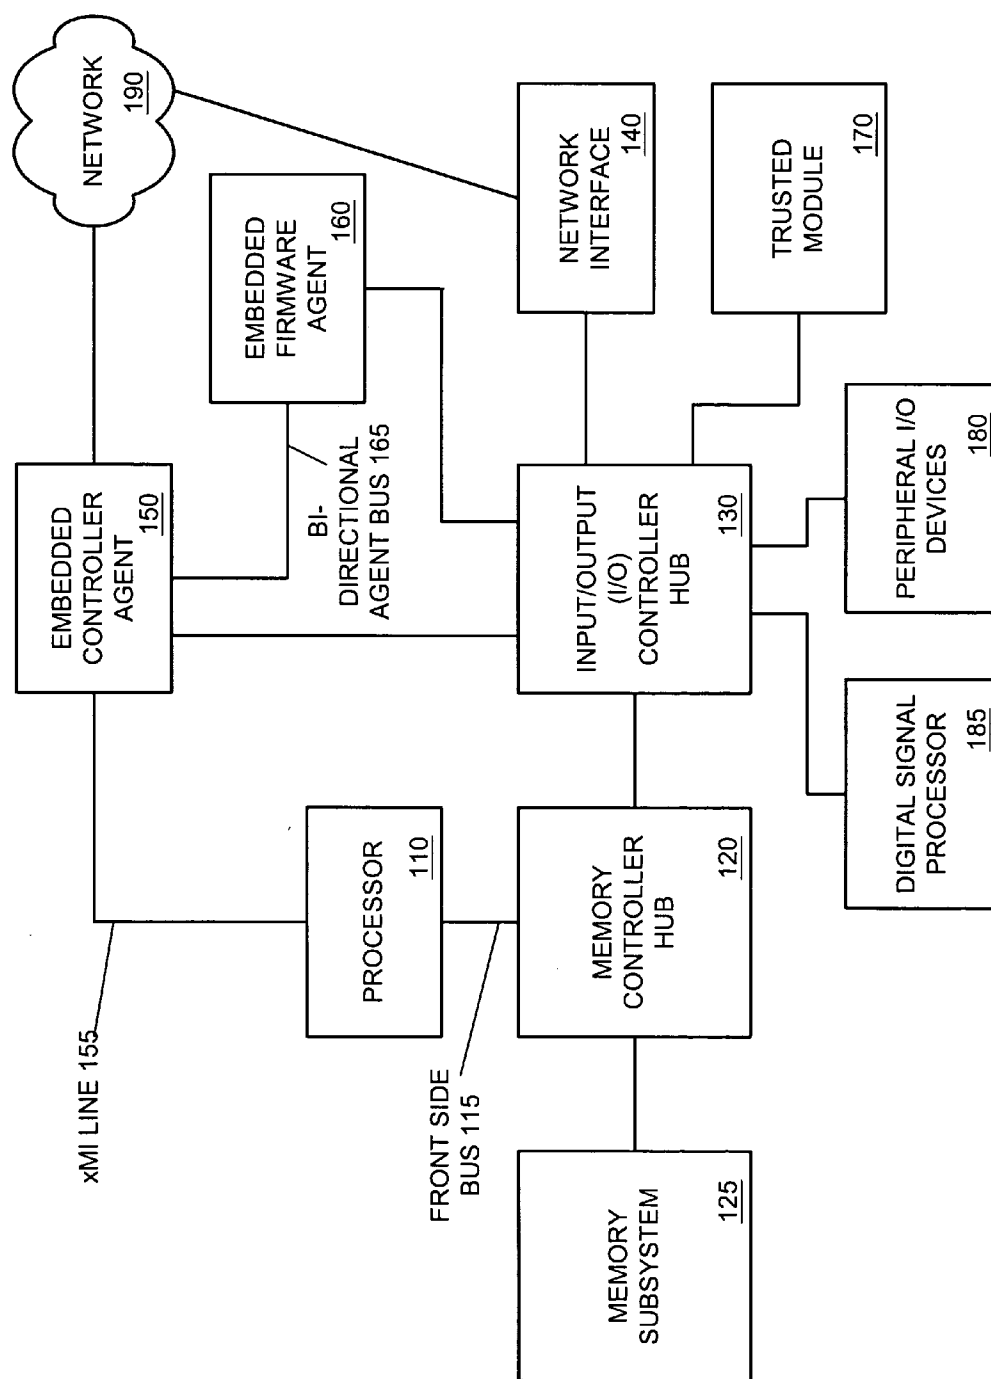 NETWORK
190
EMBEDDED
CONTROLLER
AGENT
150
EMBEDDED
FIRMWARE
AGENT
160
BI-
DIRECTIONAL
AGENT BUS 165
xMI LINE 155
PROCESSOR
110
FRONT SIDE
BUS 115
NETWORK
INTERFACE
140
TRUSTED
MODULE
170
INPUT/OUTPUT
(I/O)
CONTROLLER
HUB
130
MEMORY
CONTROLLER
HUB
120
MEMORY
SUBSYSTEM
125
PERIPHERAL I/O
DEVICES
180
DIGITAL SIGNAL
PROCESSOR
185